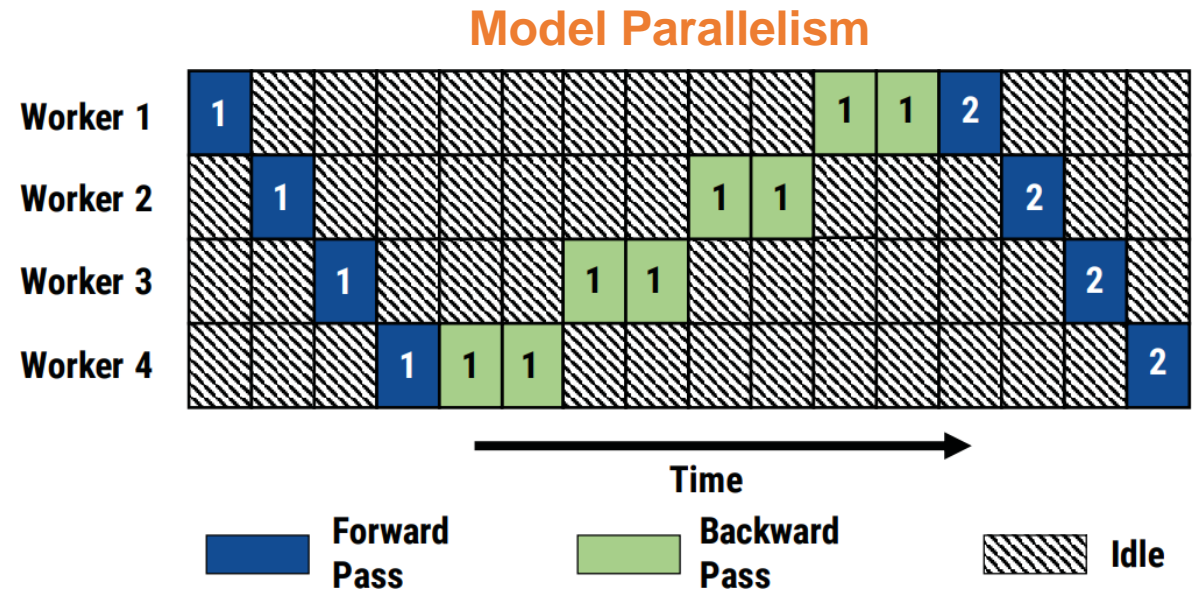 Model Parallelism
Worker 1 1 1 1 2
Worker 2 1 1 1 2
Worker 3 1 1 1 2
Worker 4 1 1 1 2
Time
Forward
Pass
Backward
Pass
Idle